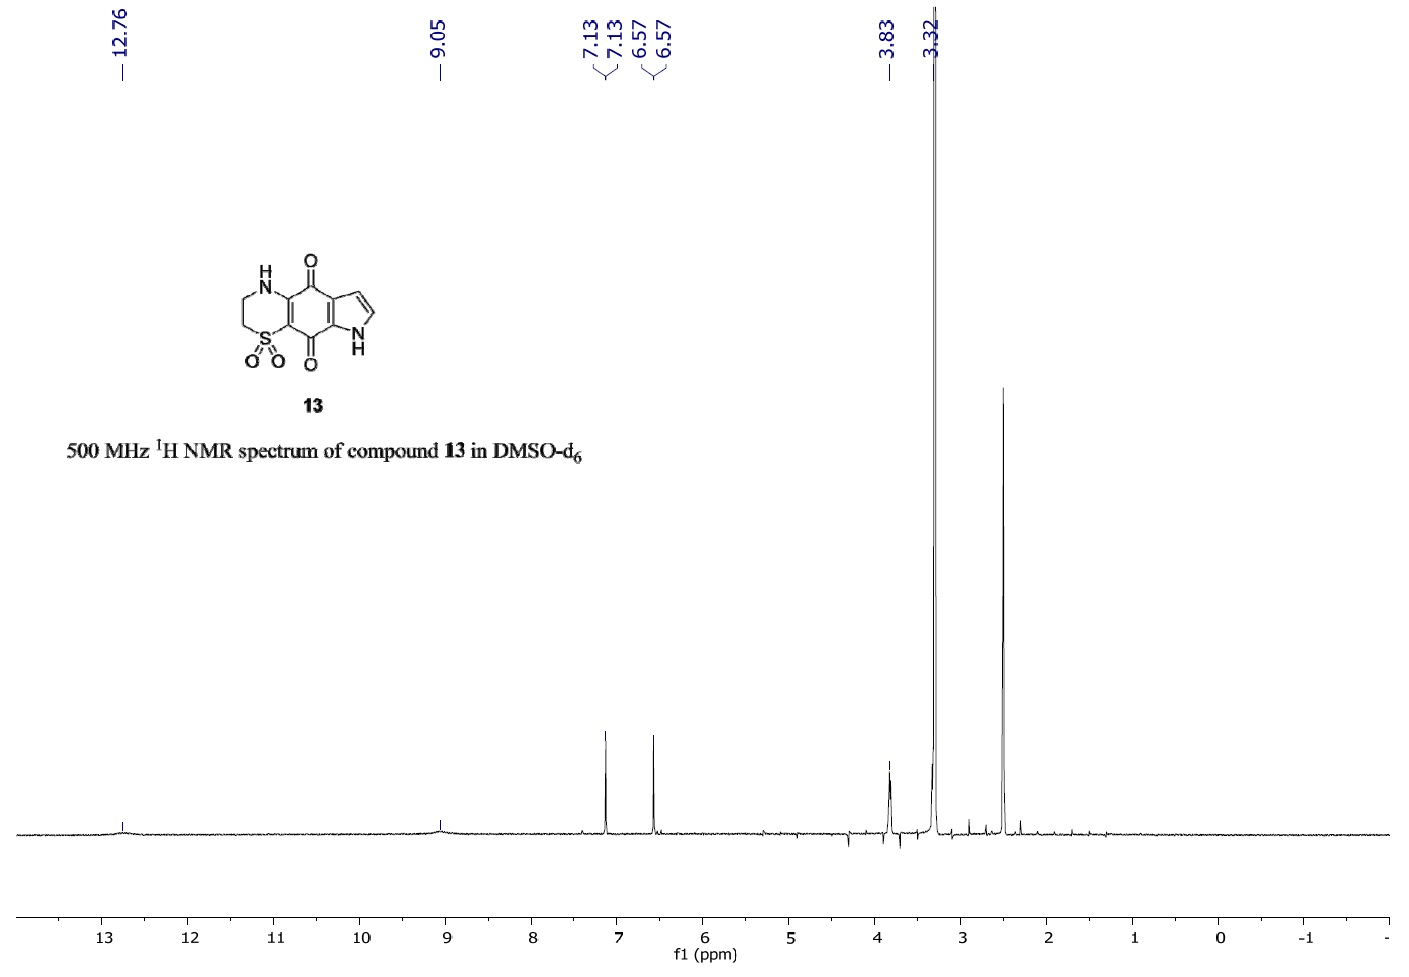 12.76
9.05
7.13
7.13
6.57
6.57
3.83
3.32
H
N
O
S
O O
O
N
H
13
500 MHz ¹H NMR spectrum of compound 13 in DMSO-d₆
13 12 11 10 9 8 7 6 5 4 3 2 1 0 -1 -
f1 (ppm)